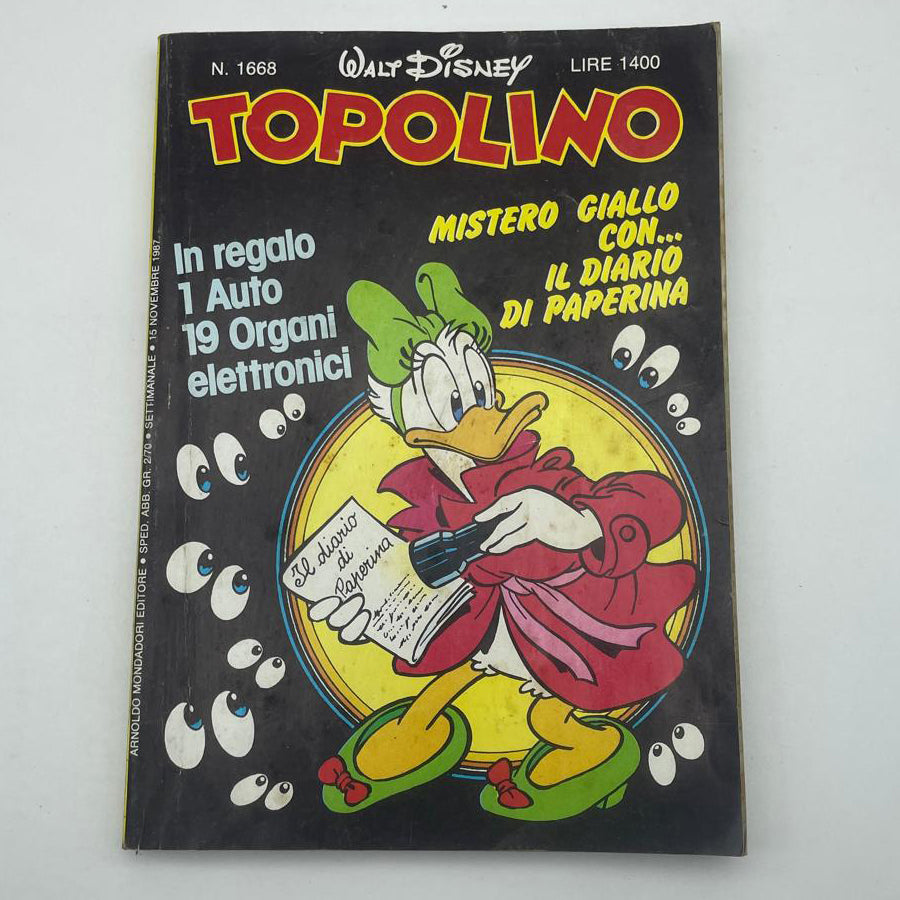 N. 1668
WALT DISNEY
LIRE 1400
TOPOLINO
MISTERO GIALLO
CON...
IL DIARIO
DI PAPERINA
In regalo
1 Auto
19 Organi
elettronici
Il diario
di
Paperina
ARNOLDO MONDADORI EDITORE • SPED. ABB. GR. 2/70 • SETTIMANALE • 15 NOVEMBRE 1987